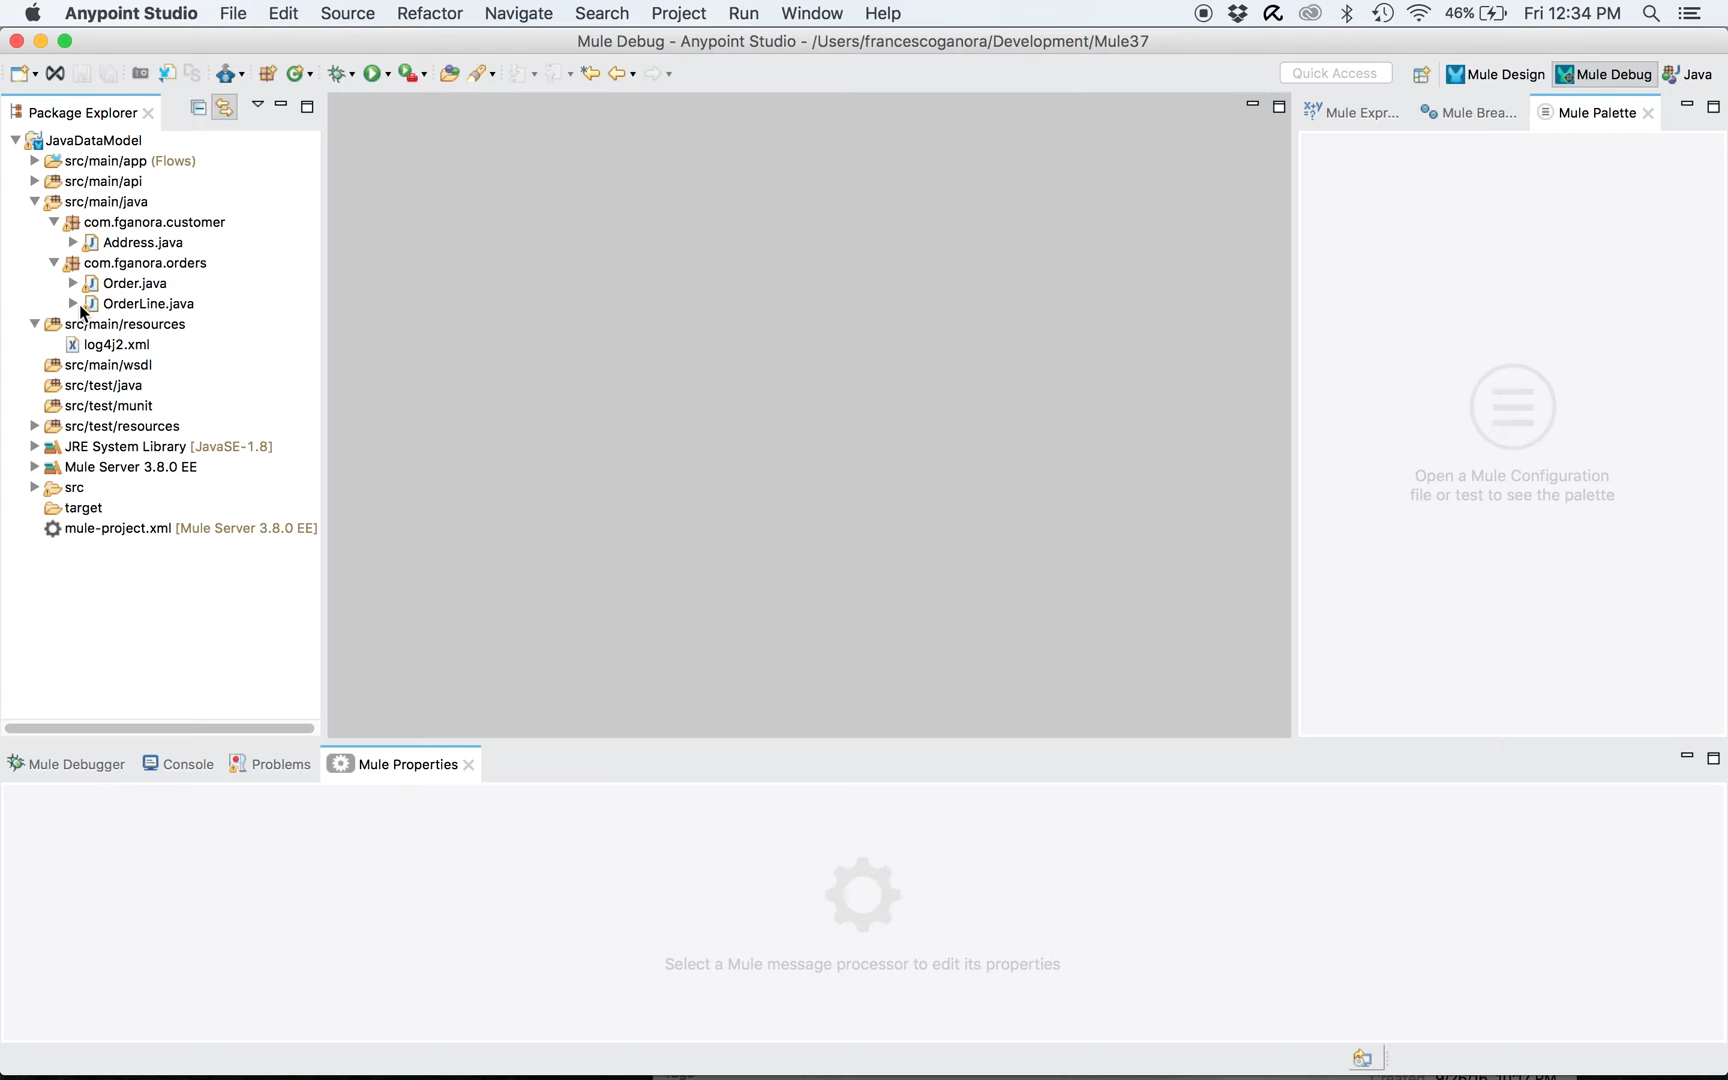 Anypoint Studio File Edit Source Refactor Navigate Search Project Run Window Help 46% Fri 12:34 PM
Mule Debug - Anypoint Studio - /Users/francescoganora/Development/Mule37
Quick Access Mule Design Mule Debug Java
Package Explorer
Mule Expr... Mule Brea... Mule Palette
JavaDataModel
src/main/app (Flows)
src/main/api
src/main/java
com.fganora.customer
Address.java
com.fganora.orders
Order.java
OrderLine.java
src/main/resources
log4j2.xml
src/main/wsdl
src/test/java
src/test/munit
src/test/resources
JRE System Library [JavaSE-1.8]
Mule Server 3.8.0 EE
src
target
mule-project.xml [Mule Server 3.8.0 EE]
Open a Mule Configuration
file or test to see the palette
Mule Debugger Console Problems Mule Properties
Select a Mule message processor to edit its properties